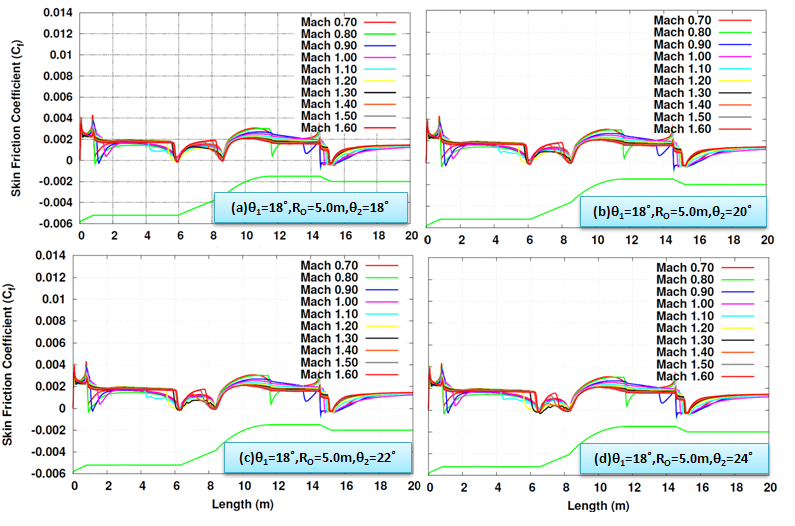 0.014
0.012
0.01
0.008
0.006
0.004
0.002
0
-0.002
-0.004
-0.006
Skin Friction Coefficient (Cf)
Mach 0.70
Mach 0.80
Mach 0.90
Mach 1.00
Mach 1.10
Mach 1.20
Mach 1.30
Mach 1.40
Mach 1.50
Mach 1.60
(a)θ1=18°,RO=5.0m,θ2=18°
0 2 4 6 8 10 12 14 16 18 20
Mach 0.70
Mach 0.80
Mach 0.90
Mach 1.00
Mach 1.10
Mach 1.20
Mach 1.30
Mach 1.40
Mach 1.50
Mach 1.60
(b)θ1=18°,RO=5.0m,θ2=20°
0 2 4 6 8 10 12 14 16 18 20
0.014
0.012
0.01
0.008
0.006
0.004
0.002
0
-0.002
-0.004
-0.006
Skin Friction Coefficient (Cf)
Mach 0.70
Mach 0.80
Mach 0.90
Mach 1.00
Mach 1.10
Mach 1.20
Mach 1.30
Mach 1.40
Mach 1.50
Mach 1.60
(c)θ1=18°,RO=5.0m,θ2=22°
0 2 4 6 8 10 12 14 16 18 20
Length (m)
Mach 0.70
Mach 0.80
Mach 0.90
Mach 1.00
Mach 1.10
Mach 1.20
Mach 1.30
Mach 1.40
Mach 1.50
Mach 1.60
(d)θ1=18°,RO=5.0m,θ2=24°
0 2 4 6 8 10 12 14 16 18 20
Length (m)